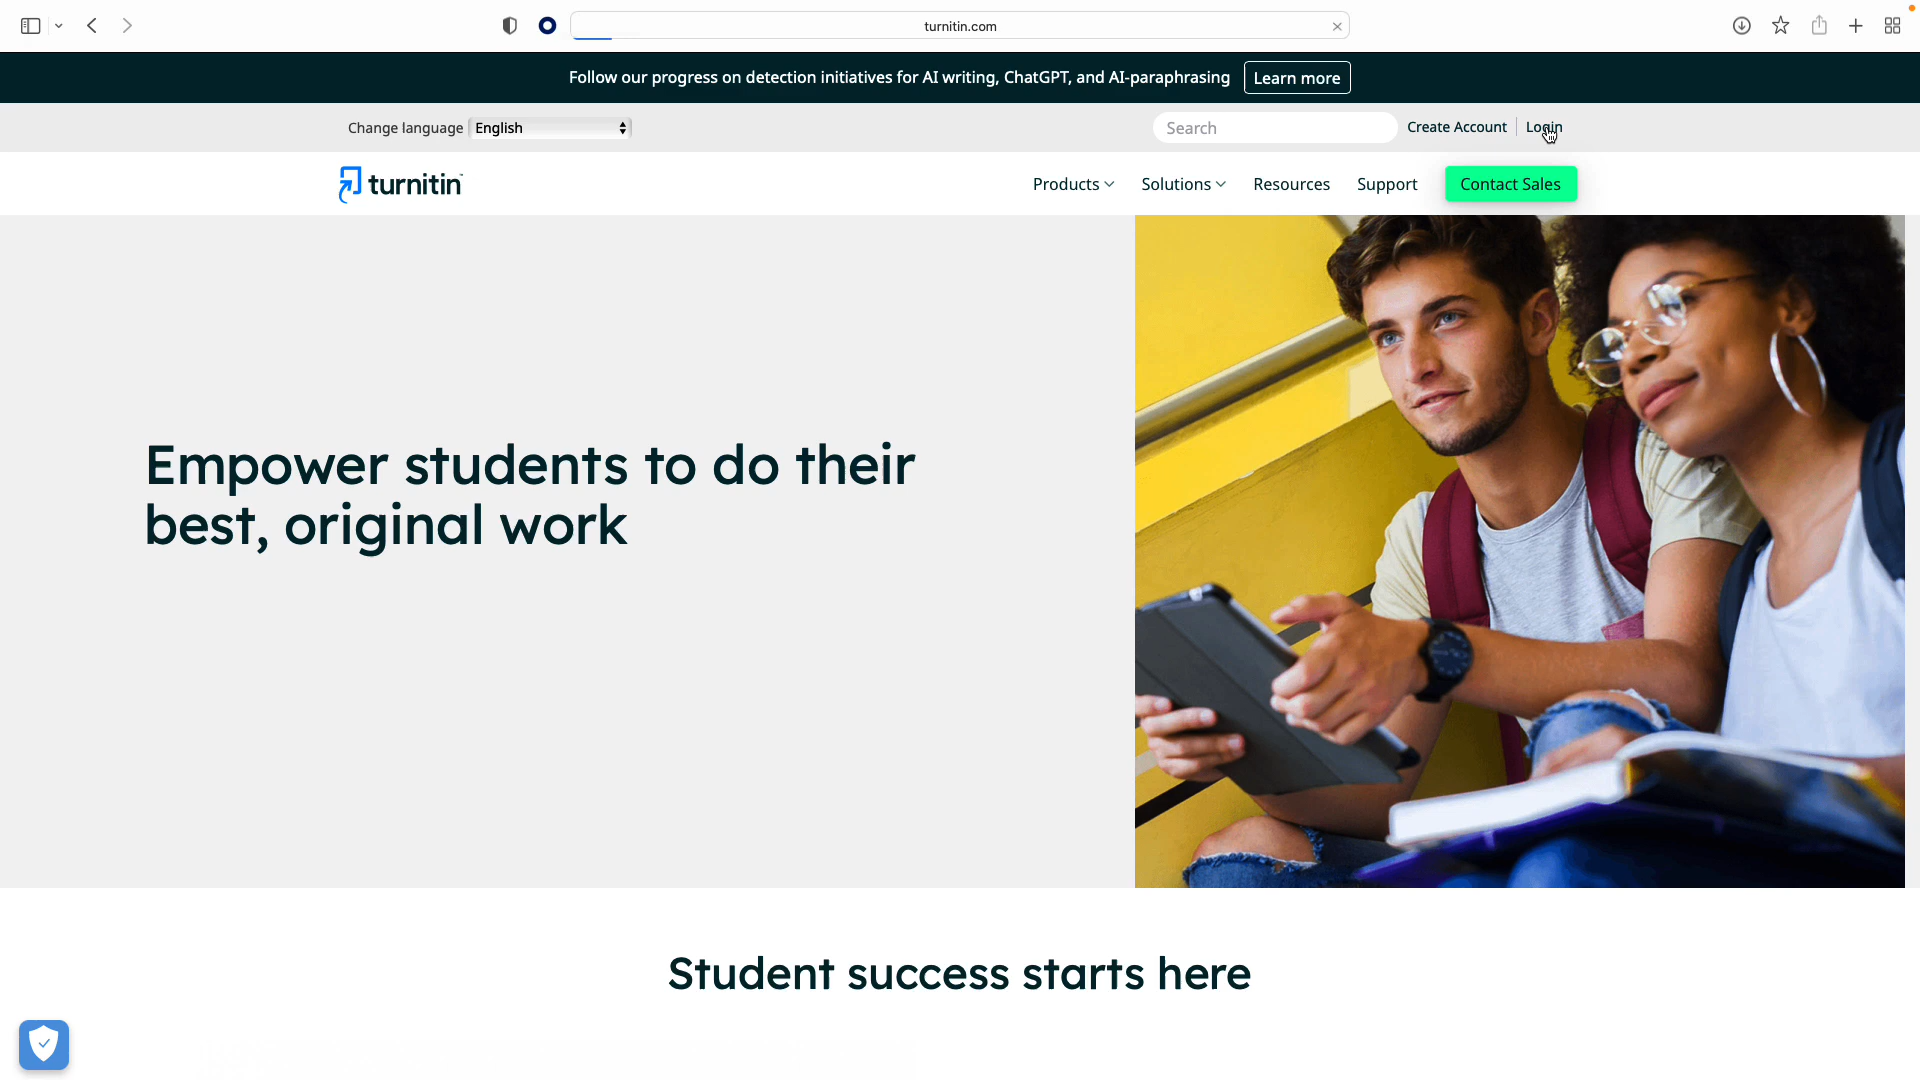 turnitin.com
Follow our progress on detection initiatives for AI writing, ChatGPT, and AI-paraphrasing Learn more
Change language English Search Create Account Login
turnitin Products Solutions Resources Support Contact Sales
Empower students to do their
best, original work
Student success starts here